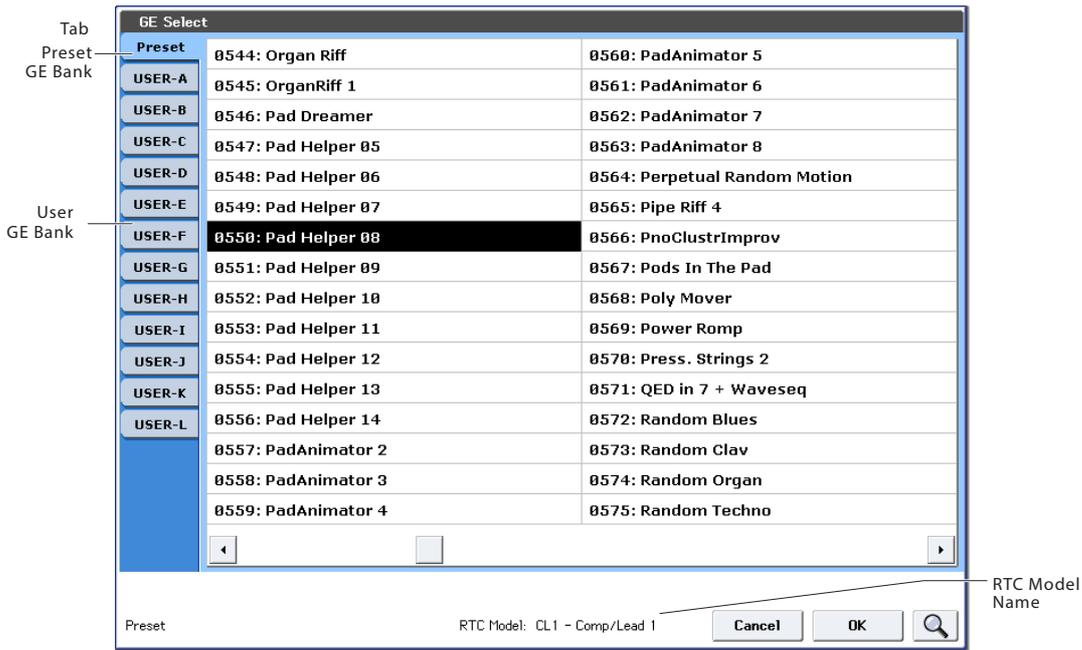 GE Select
Tab
Preset
GE Bank
Preset
USER-A
USER-B
USER-C
USER-D
USER-E
User
GE Bank
USER-F
USER-G
USER-H
USER-I
USER-J
USER-K
USER-L
0544: Organ Riff
0545: OrganRiff 1
0546: Pad Dreamer
0547: Pad Helper 05
0548: Pad Helper 06
0549: Pad Helper 07
0550: Pad Helper 08
0551: Pad Helper 09
0552: Pad Helper 10
0553: Pad Helper 11
0554: Pad Helper 12
0555: Pad Helper 13
0556: Pad Helper 14
0557: PadAnimator 2
0558: PadAnimator 3
0559: PadAnimator 4
0560: PadAnimator 5
0561: PadAnimator 6
0562: PadAnimator 7
0563: PadAnimator 8
0564: Perpetual Random Motion
0565: Pipe Riff 4
0566: PnoClustrImprov
0567: Pods In The Pad
0568: Poly Mover
0569: Power Romp
0570: Press. Strings 2
0571: QED in 7 + Waveseq
0572: Random Blues
0573: Random Clav
0574: Random Organ
0575: Random Techno
RTC Model
Name
Preset
RTC Model: CL1 - Comp/Lead 1
Cancel
OK